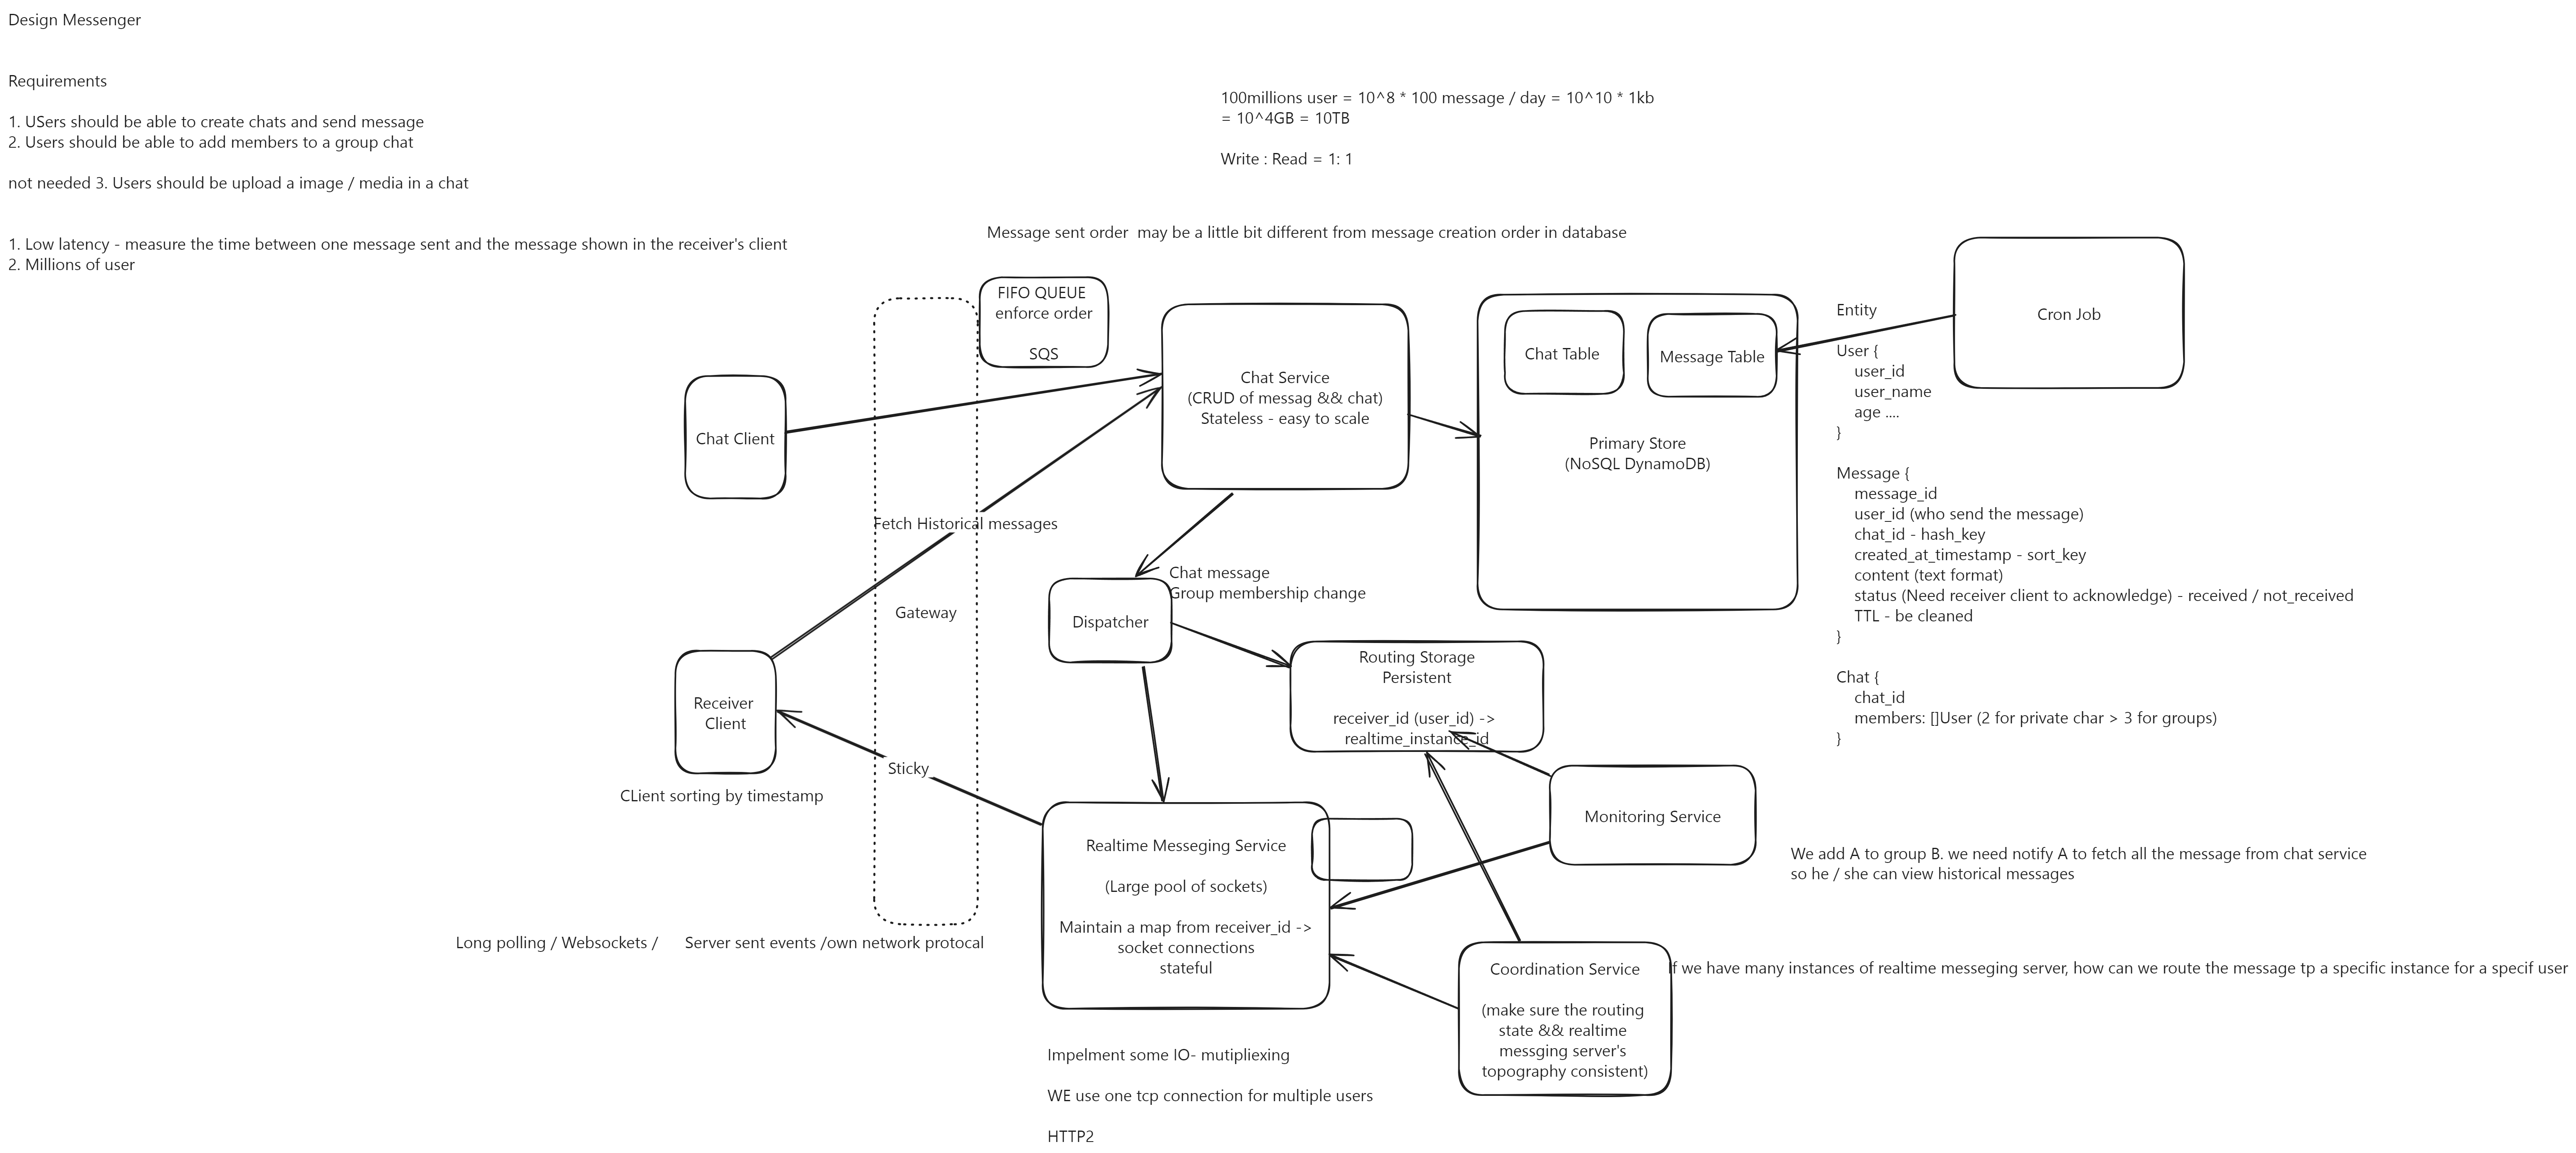 Design Messenger
Requirements
1. USers should be able to create chats and send message
2. Users should be able to add members to a group chat
not needed 3. Users should be upload a image / media in a chat
1. Low latency - measure the time between one message sent and the message shown in the receiver's client
2. Millions of user
100millions user = 10^8 * 100 message / day = 10^10 * 1kb
= 10^4GB = 10TB
Write : Read = 1: 1
Message sent order  may be a little bit different from message creation order in database
FIFO QUEUE
enforce order
SQS
Chat Client
Chat Service
(CRUD of messag && chat)
Stateless - easy to scale
Chat Table
Message Table
Primary Store
(NoSQL DynamoDB)
Cron Job
Entity
User {
user_id
user_name
age ....
}
Message {
message_id
user_id (who send the message)
chat_id - hash_key
created_at_timestamp - sort_key
content (text format)
status (Need receiver client to acknowledge) - received / not_received
TTL - be cleaned
}
Chat {
chat_id
members: []User (2 for private char > 3 for groups)
}
Fetch Historical messages
Gateway
Chat message
Group membership change
Dispatcher
Routing Storage
Persistent
receiver_id (user_id) ->
realtime_instance_id
Receiver
Client
Sticky
CLient sorting by timestamp
Monitoring Service
Realtime Messeging Service
(Large pool of sockets)
Maintain a map from receiver_id ->
socket connections
stateful
We add A to group B. we need notify A to fetch all the message from chat service
so he / she can view historical messages
Long polling / Websockets /
Server sent events /own network protocal
Coordination Service
(make sure the routing
state && realtime
messging server's
topography consistent)
If we have many instances of realtime messeging server, how can we route the message tp a specific instance for a specif user
Impelment some IO- mutipliexing
WE use one tcp connection for multiple users
HTTP2